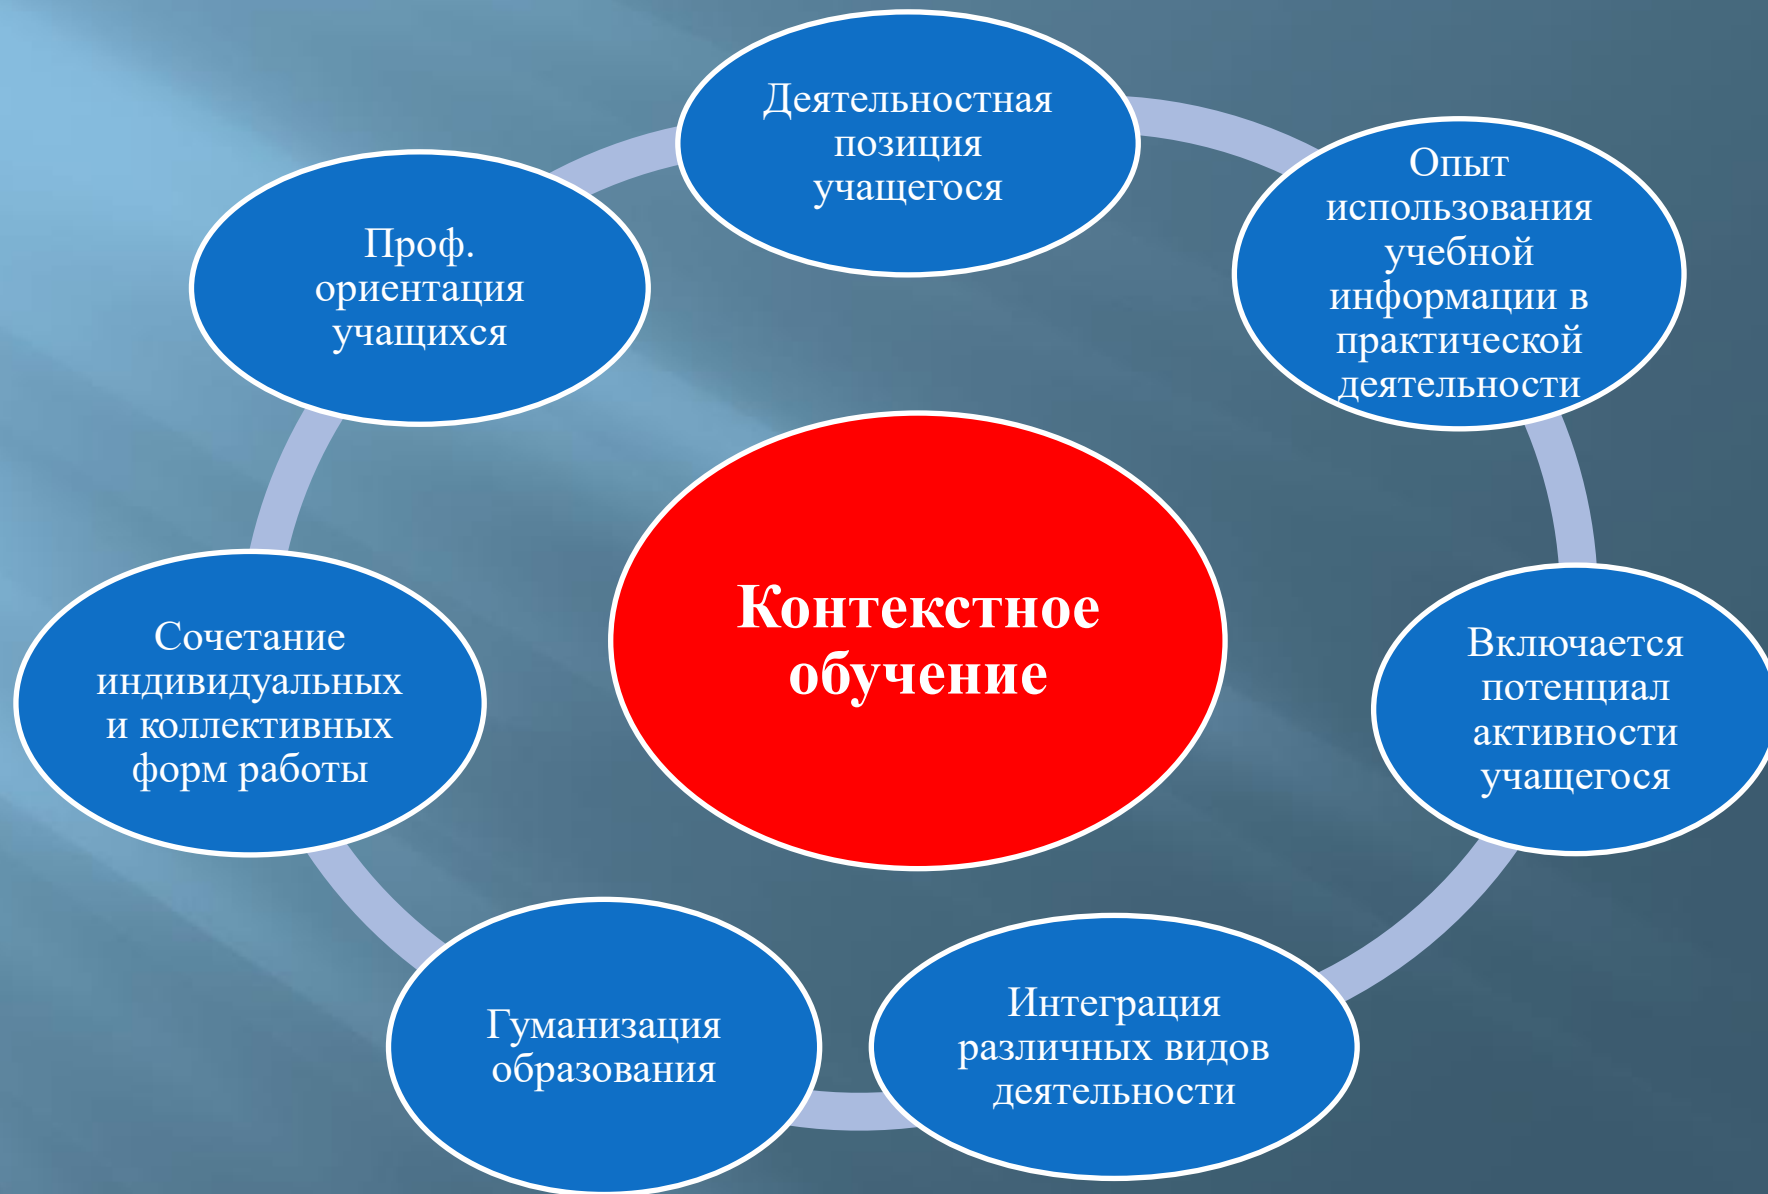 Деятельностная
позиция
учащегося
Опыт
использования
учебной
информации в
практической
деятельности
Включается
потенциал
активности
учащегося
Интеграция
различных видов
деятельности
Гуманизация
образования
Сочетание
индивидуальных
и коллективных
форм работы
Проф.
ориентация
учащихся
Контекстное
обучение